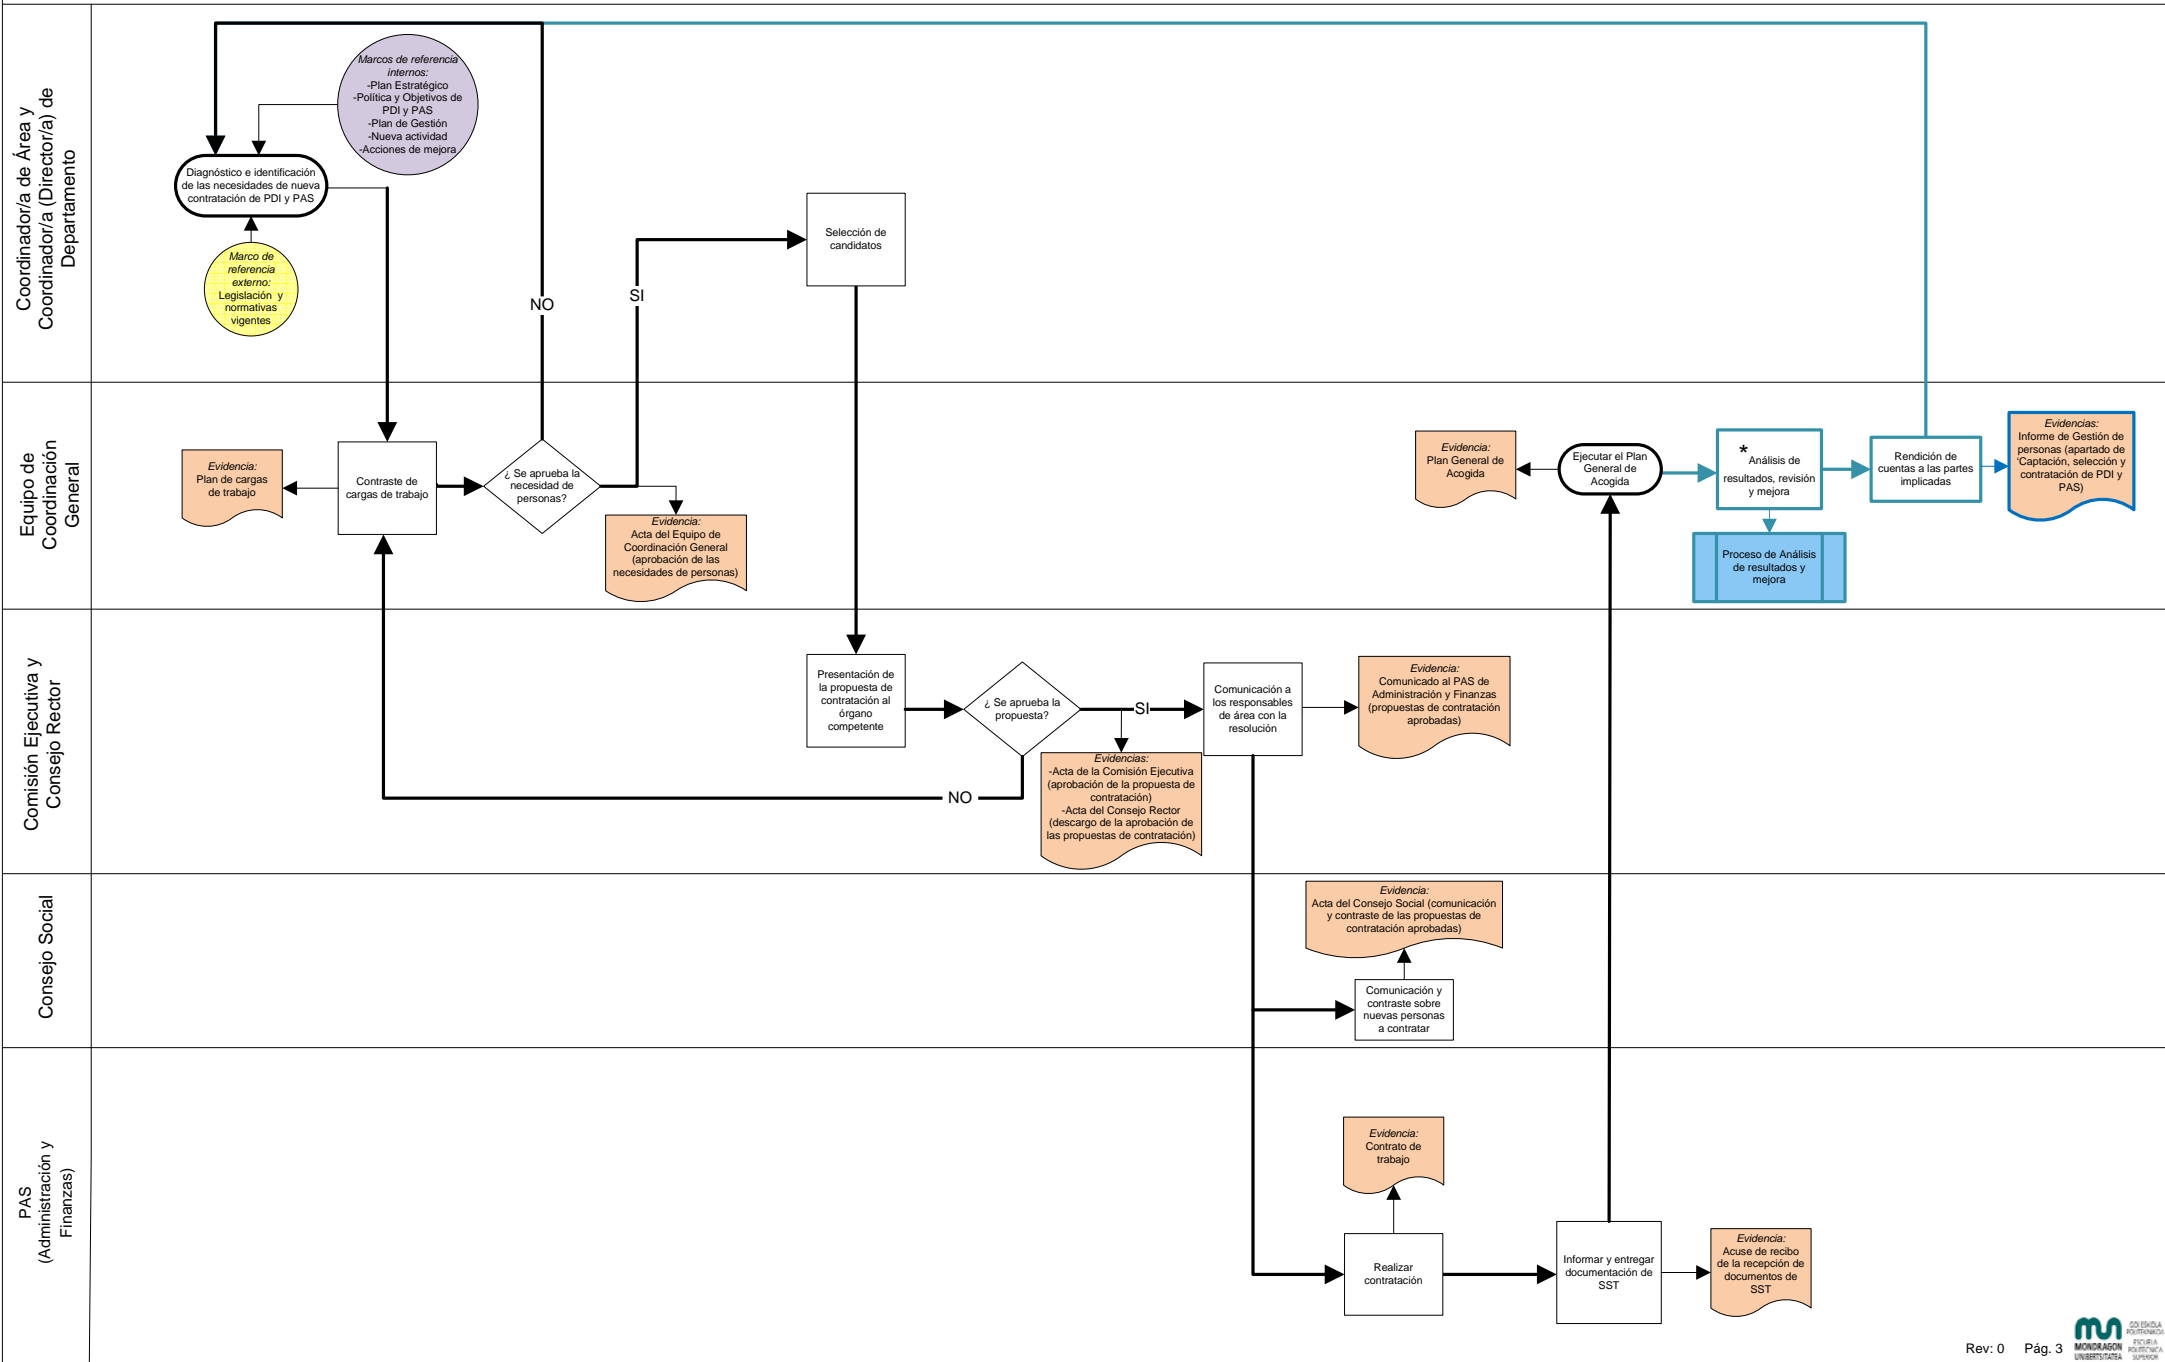 Coordinador/a de Área y
Coordinador/a (Director/a) de
Departamento
Marcos de referencia
internos:
-Plan Estratégico
-Política y Objetivos de
PDI y PAS
-Plan de Gestión
-Nueva actividad
-Acciones de mejora
Diagnóstico e identificación
de las necesidades de nueva
contratación de PDI y PAS
Marco de
referencia
externo:
Legislación y
normativas
vigentes
NO
SI
Selección de
candidatos
Equipo de
Coordinación
General
Evidencia:
Plan de cargas
de trabajo
Contraste de
cargas de trabajo
¿ Se aprueba la
necesidad de
personas?
Evidencia:
Acta del Equipo de
Coordinación General
(aprobación de las
necesidades de personas)
Evidencia:
Plan General de
Acogida
Ejecutar el Plan
General de
Acogida
*
Análisis de
resultados, revisión
y mejora
Proceso de Análisis
de resultados y
mejora
Rendición de
cuentas a las partes
implicadas
Evidencias:
Informe de Gestión de
personas (apartado de
‘Captación, selección y
contratación de PDI y
PAS)
Comisión Ejecutiva y
Consejo Rector
Presentación de
la propuesta de
contratación al
órgano
competente
¿ Se aprueba la
propuesta?
SI
NO
Evidencias:
-Acta de la Comisión Ejecutiva
(aprobación de la propuesta de
contratación)
-Acta del Consejo Rector
(descargo de la aprobación de
las propuestas de contratación)
Comunicación a
los responsables
de área con la
resolución
Evidencia:
Comunicado al PAS de
Administración y Finanzas
(propuestas de contratación
aprobadas)
Consejo Social
Evidencia:
Acta del Consejo Social (comunicación
y contraste de las propuestas de
contratación aprobadas)
Comunicación y
contraste sobre
nuevas personas
a contratar
PAS
(Administración y
Finanzas)
Evidencia:
Contrato de
trabajo
Realizar
contratación
Informar y entregar
documentación de
SST
Evidencia:
Acuse de recibo
de la recepción de
documentos de
SST
Rev: 0 Pág. 3
MONDRAGON
UNIBERTSITATEA
GOI ESKOLA
POLITEKNIKOA
ESCUELA
POLITÉCNICA
SUPERIOR